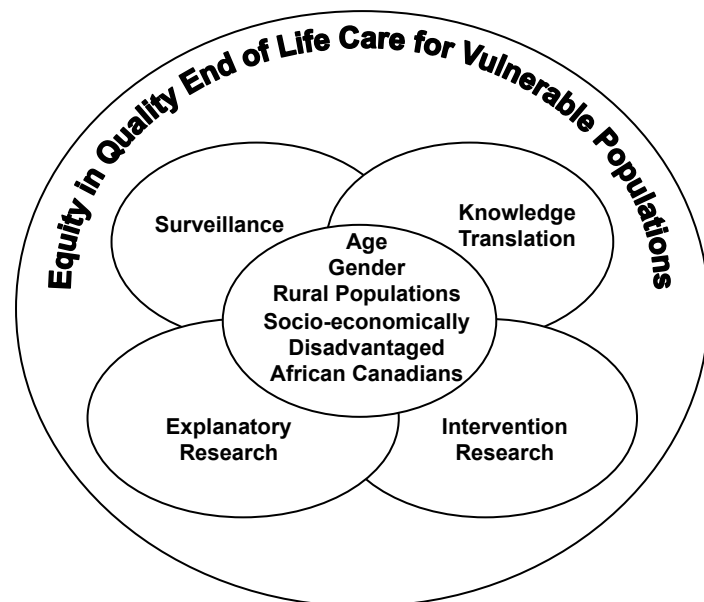 Equity in Quality End of Life Care for Vulnerable Populations
Surveillance
Knowledge
Translation
Age
Gender
Rural Populations
Socio-economically
Disadvantaged
African Canadians
Explanatory
Research
Intervention
Research